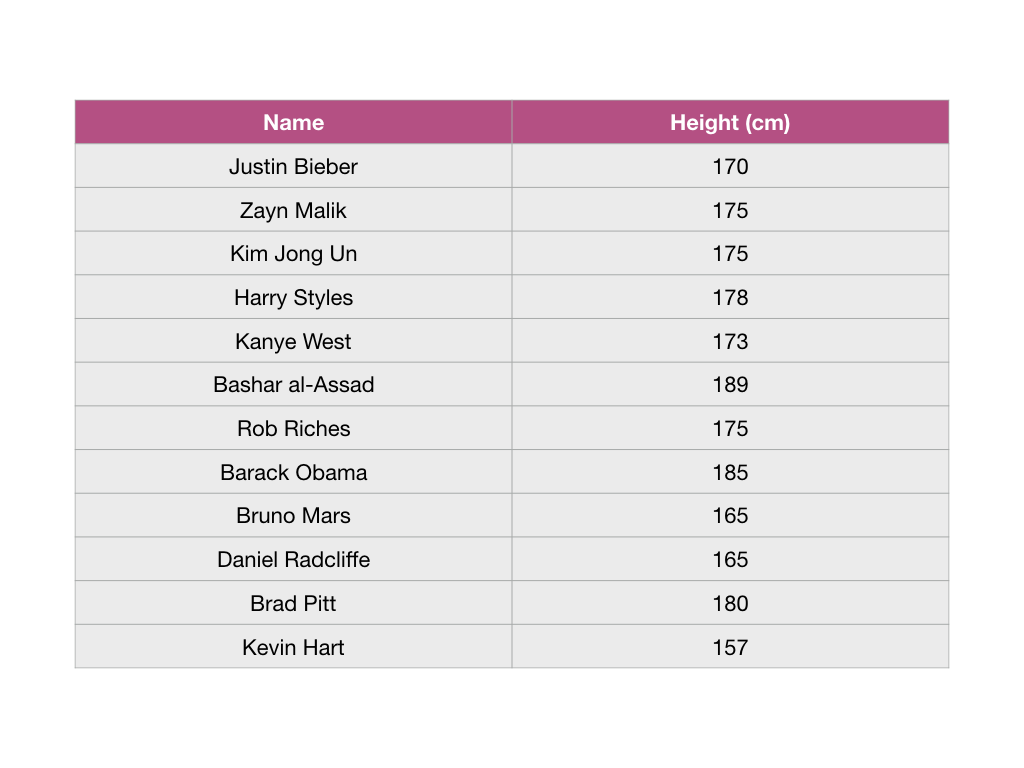 Name Height (cm)
Justin Bieber 170
Zayn Malik 175
Kim Jong Un 175
Harry Styles 178
Kanye West 173
Bashar al-Assad 189
Rob Riches 175
Barack Obama 185
Bruno Mars 165
Daniel Radcliffe 165
Brad Pitt 180
Kevin Hart 157